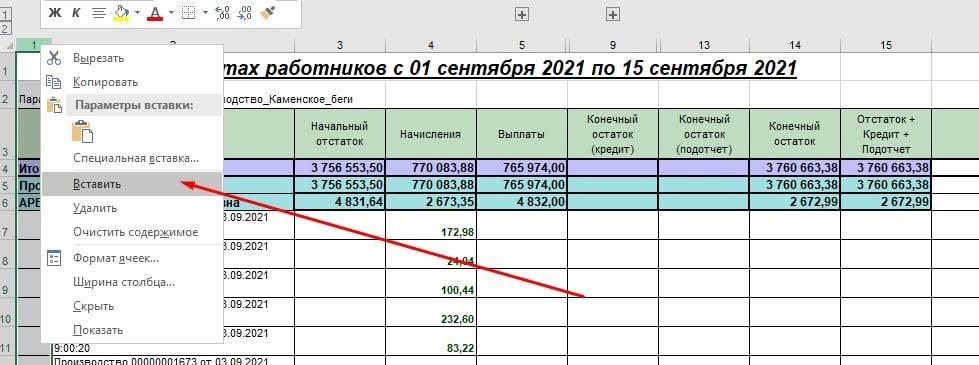 1
2
Ж К
1 2 3 4 5 9 13 14 15
1 тах работников с 01 сентября 2021 по 15 сентября 2021
2 Пара водство_Каменское_беги
3 Начальный отстаток Начисления Выплаты Конечный остаток (кредит) Конечный остаток (подотчет) Конечный остаток Отстаток + Кредит + Подотчет
4 Ито 3 756 553,50 770 083,88 765 974,00 3 760 663,38 3 760 663,38
5 Про 3 756 553,50 770 083,88 765 974,00 3 760 663,38 3 760 663,38
6 АРЕ вна 4 831,64 2 673,35 4 832,00 2 672,99 2 672,99
3.09.2021
7 172,98
3.09.2021
8 24,04
3.09.2021
9 100,44
3.09.2021
10 232,60
3.09.2021
11 9:00:20 83,22
Производство 00000001673 от 03.09.2021
Вырезать
Копировать
Параметры вставки:
Специальная вставка...
Вставить
Удалить
Очистить содержимое
Формат ячеек...
Ширина столбца...
Скрыть
Показать